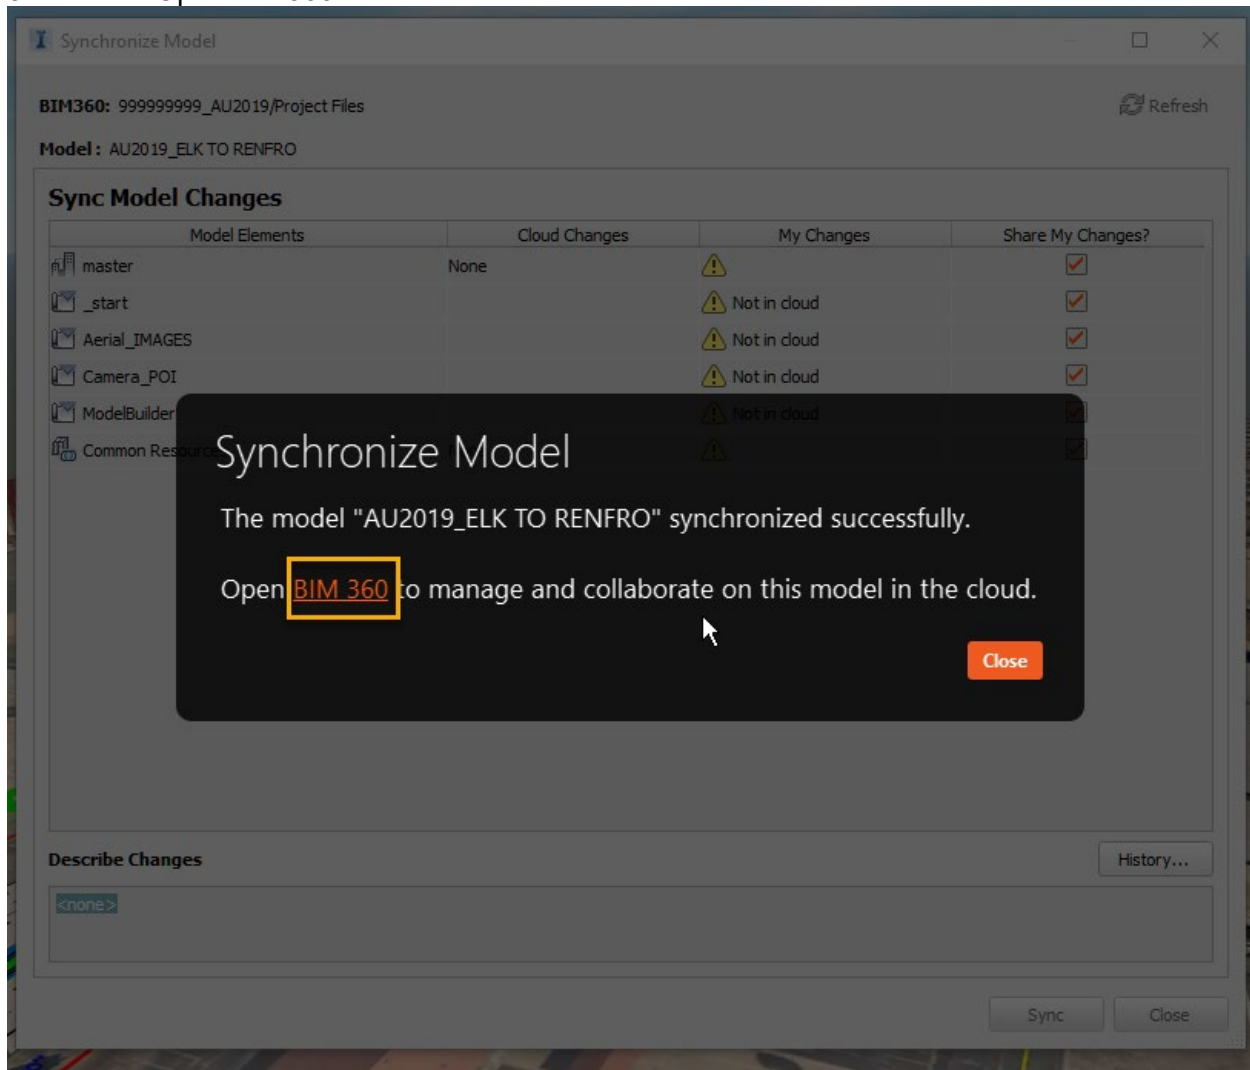 Synchronize Model
BIM360: 999999999_AU2019/Project Files
Refresh
Model: AU2019_ELK TO RENFRO
Sync Model Changes
Model Elements Cloud Changes My Changes Share My Changes?
master None
_start Not in cloud
Aerial_IMAGES Not in cloud
Camera_POI Not in cloud
ModelBuilder Not in cloud
Common
Synchronize Model
The model "AU2019_ELK TO RENFRO" synchronized successfully.
Open BIM 360 to manage and collaborate on this model in the cloud.
Close
Describe Changes
History...
<none>
Sync Close